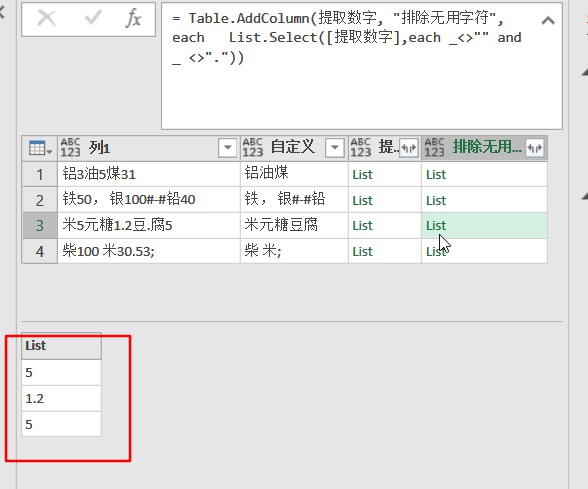 fx
= Table.AddColumn(提取数字, "排除无用字符",
each List.Select([提取数字],each _<>"" and
_ <>"."))
ABC 123 列1 ABC 123 自定义 ABC 123 提... ABC 123 排除无用...
1 铝3油5煤31 铝油煤 List List
2 铁50， 银100#-#铅40 铁， 银#-#铅 List List
3 米5元糖1.2豆.腐5 米元糖豆腐 List List
4 柴100 米30.53; 柴 米; List List
List
5
1.2
5